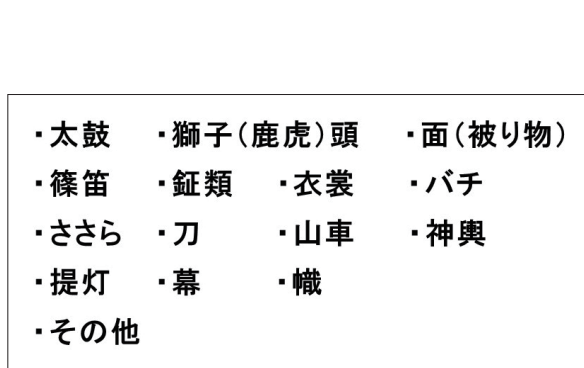 ・太鼓 ・獅子(鹿虎)頭 ・面(被り物)
・篠笛 ・鉦類 ・衣裳 ・バチ
・ささら ・刀 ・山車 ・神輿
・提灯 ・幕 ・幟
・その他